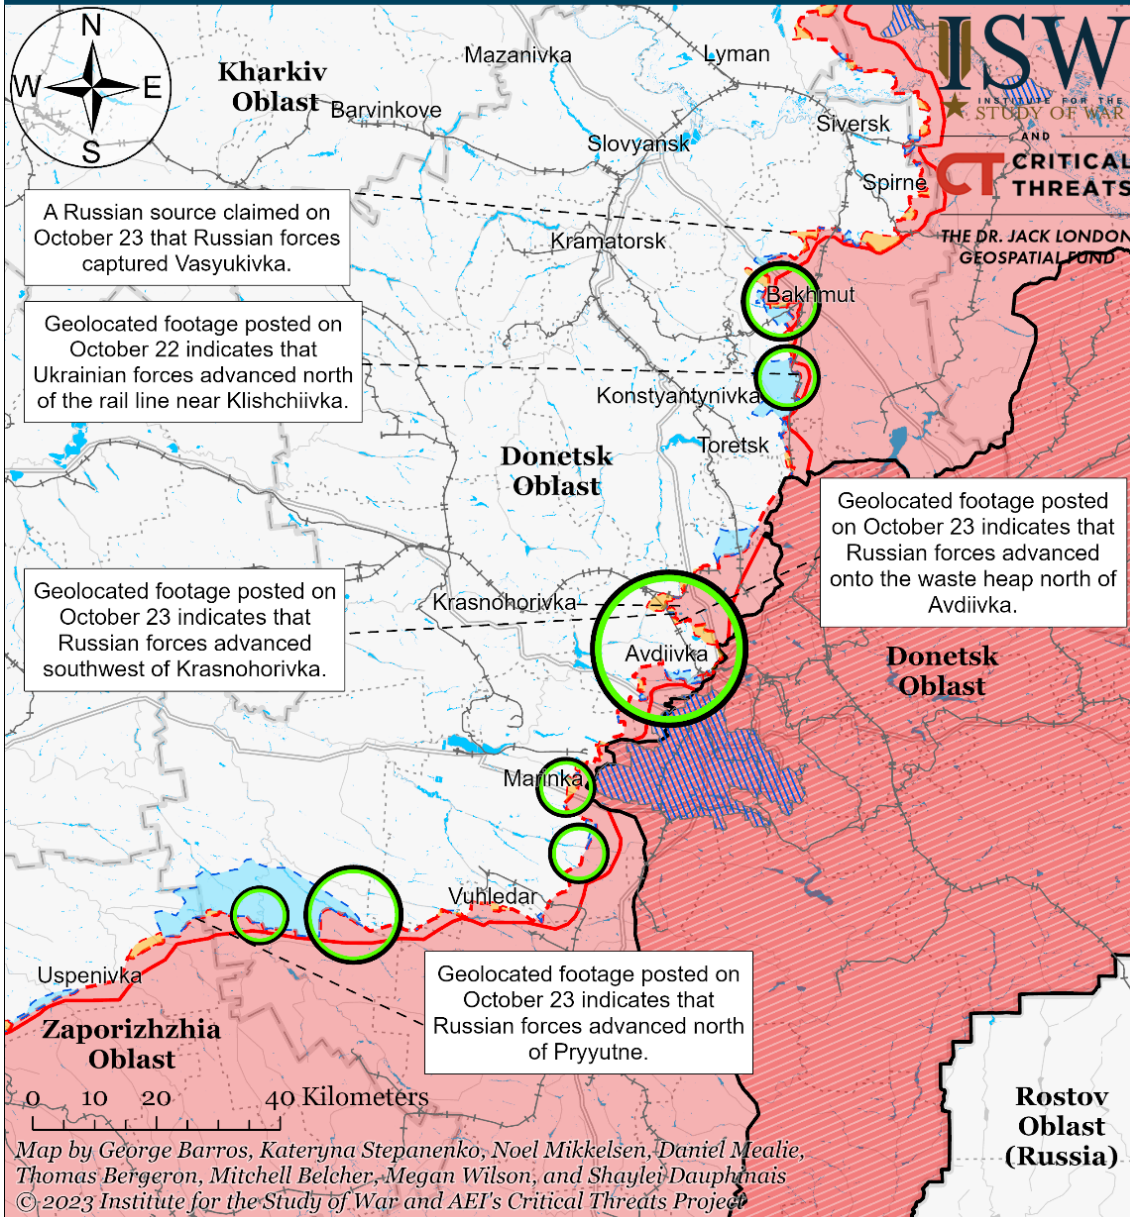 N
W
E
S
ISW
INSTITUTE FOR THE
STUDY OF WAR
AND
CT CRITICAL
THREATS
THE DR. JACK LONDON
GEOSPATIAL FUND
Kharkiv
Oblast
Mazanivka
Lyman
Barvinkove
Siversk
Slovyansk
Spirne
A Russian source claimed on
October 23 that Russian forces
captured Vasyukivka.
Kramatorsk
Bakhmut
Geolocated footage posted on
October 22 indicates that
Ukrainian forces advanced north
of the rail line near Klishchiivka.
Konstyantynivka
Toretsk
Donetsk
Oblast
Geolocated footage posted
on October 23 indicates that
Russian forces advanced
onto the waste heap north of
Avdiivka.
Geolocated footage posted on
October 23 indicates that
Russian forces advanced
southwest of Krasnohorivka.
Krasnohorivka
Avdiivka
Donetsk
Oblast
Marinka
Vuhledar
Uspenivka
Geolocated footage posted on
October 23 indicates that
Russian forces advanced north
of Pryyutne.
Zaporizhzhia
Oblast
0 10 20 40 Kilometers
Rostov
Oblast
(Russia)
Map by George Barros, Kateryna Stepanenko, Noel Mikkelsen, Daniel Mealie,
Thomas Bergeron, Mitchell Belcher, Megan Wilson, and Shaylei Dauphinais
© 2023 Institute for the Study of War and AEI's Critical Threats Project